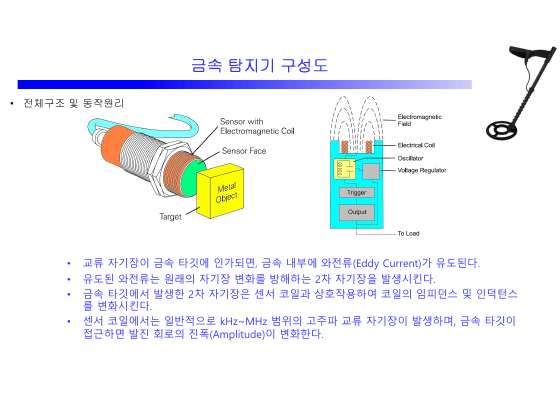 금속 탐지기 구성도
• 전체구조 및 동작원리
Sensor with
Electromagnetic Coil
Sensor Face
Metal
Object
Target
Electromagnetic
Field
Electrical Coil
Oscillator
Voltage Regulator
Trigger
Output
To Load
• 교류 자기장이 금속 타깃에 인가되면, 금속 내부에 와전류(Eddy Current)가 유도된다.
• 유도된 와전류는 원래의 자기장 변화를 방해하는 2차 자기장을 발생시킨다.
• 금속 타깃에서 발생한 2차 자기장은 센서 코일과 상호작용하여 코일의 임피던스 및 인덕턴스
를 변화시킨다.
• 센서 코일에서는 일반적으로 kHz~MHz 범위의 고주파 교류 자기장이 발생하며, 금속 타깃이
접근하면 발진 회로의 진폭(Amplitude)이 변화한다.